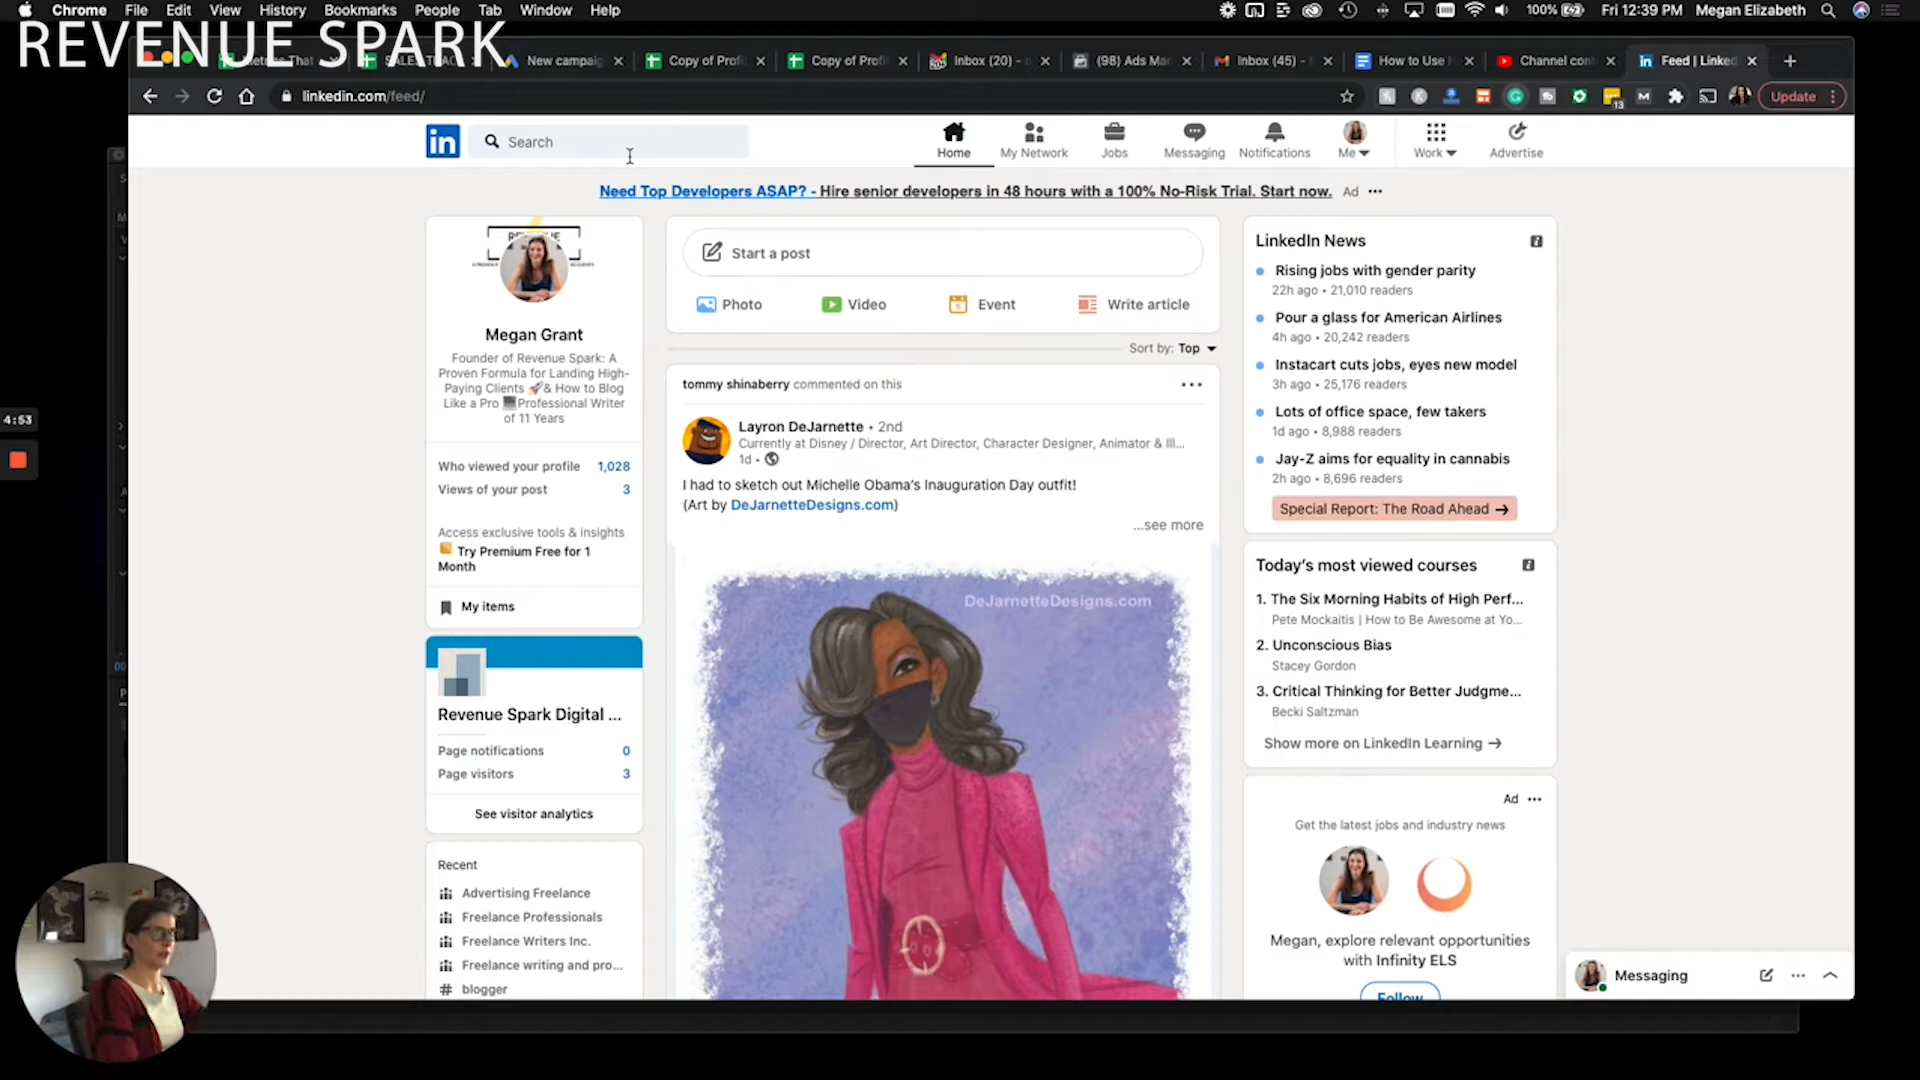 Chrome File Edit View History Bookmarks People Tab Window Help
100% Fri 12:39 PM Megan Elizabeth
REVENUE SPARK
New campaig
Copy of Profi
Copy of Profi
Inbox (20) -
(98) Ads Man
Inbox (45) -
How to Use
Channel con
Feed | Linked
linkedin.com/feed/
13
Update
in
Search
Home
My Network
Jobs
Messaging
Notifications
Me
Work
Advertise
Need Top Developers ASAP? - Hire senior developers in 48 hours with a 100% No-Risk Trial. Start now. Ad
Megan Grant
Founder of Revenue Spark: A
Proven Formula for Landing High-
Paying Clients 🚀& How to Blog
Like a Pro Professional Writer
of 11 Years
Who viewed your profile 1,028
Views of your post 3
Access exclusive tools & insights
Try Premium Free for 1
Month
My items
Revenue Spark Digital ...
Page notifications 0
Page visitors 3
See visitor analytics
Recent
Advertising Freelance
Freelance Professionals
Freelance Writers Inc.
Freelance writing and pro...
# blogger
Start a post
Photo
Video
Event
Write article
Sort by: Top
tommy shinaberry commented on this
Layron DeJarnette • 2nd
Currently at Disney / Director, Art Director, Character Designer, Animator & Ill...
1d •
I had to sketch out Michelle Obama's Inauguration Day outfit!
(Art by DeJarnetteDesigns.com)
...see more
DeJarnetteDesigns.com
LinkedIn News
Rising jobs with gender parity
22h ago • 21,010 readers
Pour a glass for American Airlines
4h ago • 20,242 readers
Instacart cuts jobs, eyes new model
3h ago • 25,176 readers
Lots of office space, few takers
1d ago • 8,988 readers
Jay-Z aims for equality in cannabis
2h ago • 8,696 readers
Special Report: The Road Ahead →
Today's most viewed courses
1. The Six Morning Habits of High Perf...
Pete Mockaitis | How to Be Awesome at Yo...
2. Unconscious Bias
Stacey Gordon
3. Critical Thinking for Better Judgme...
Becki Saltzman
Show more on LinkedIn Learning →
Ad
Get the latest jobs and industry news
Megan, explore relevant opportunities
with Infinity ELS
Follow
Messaging
4:53